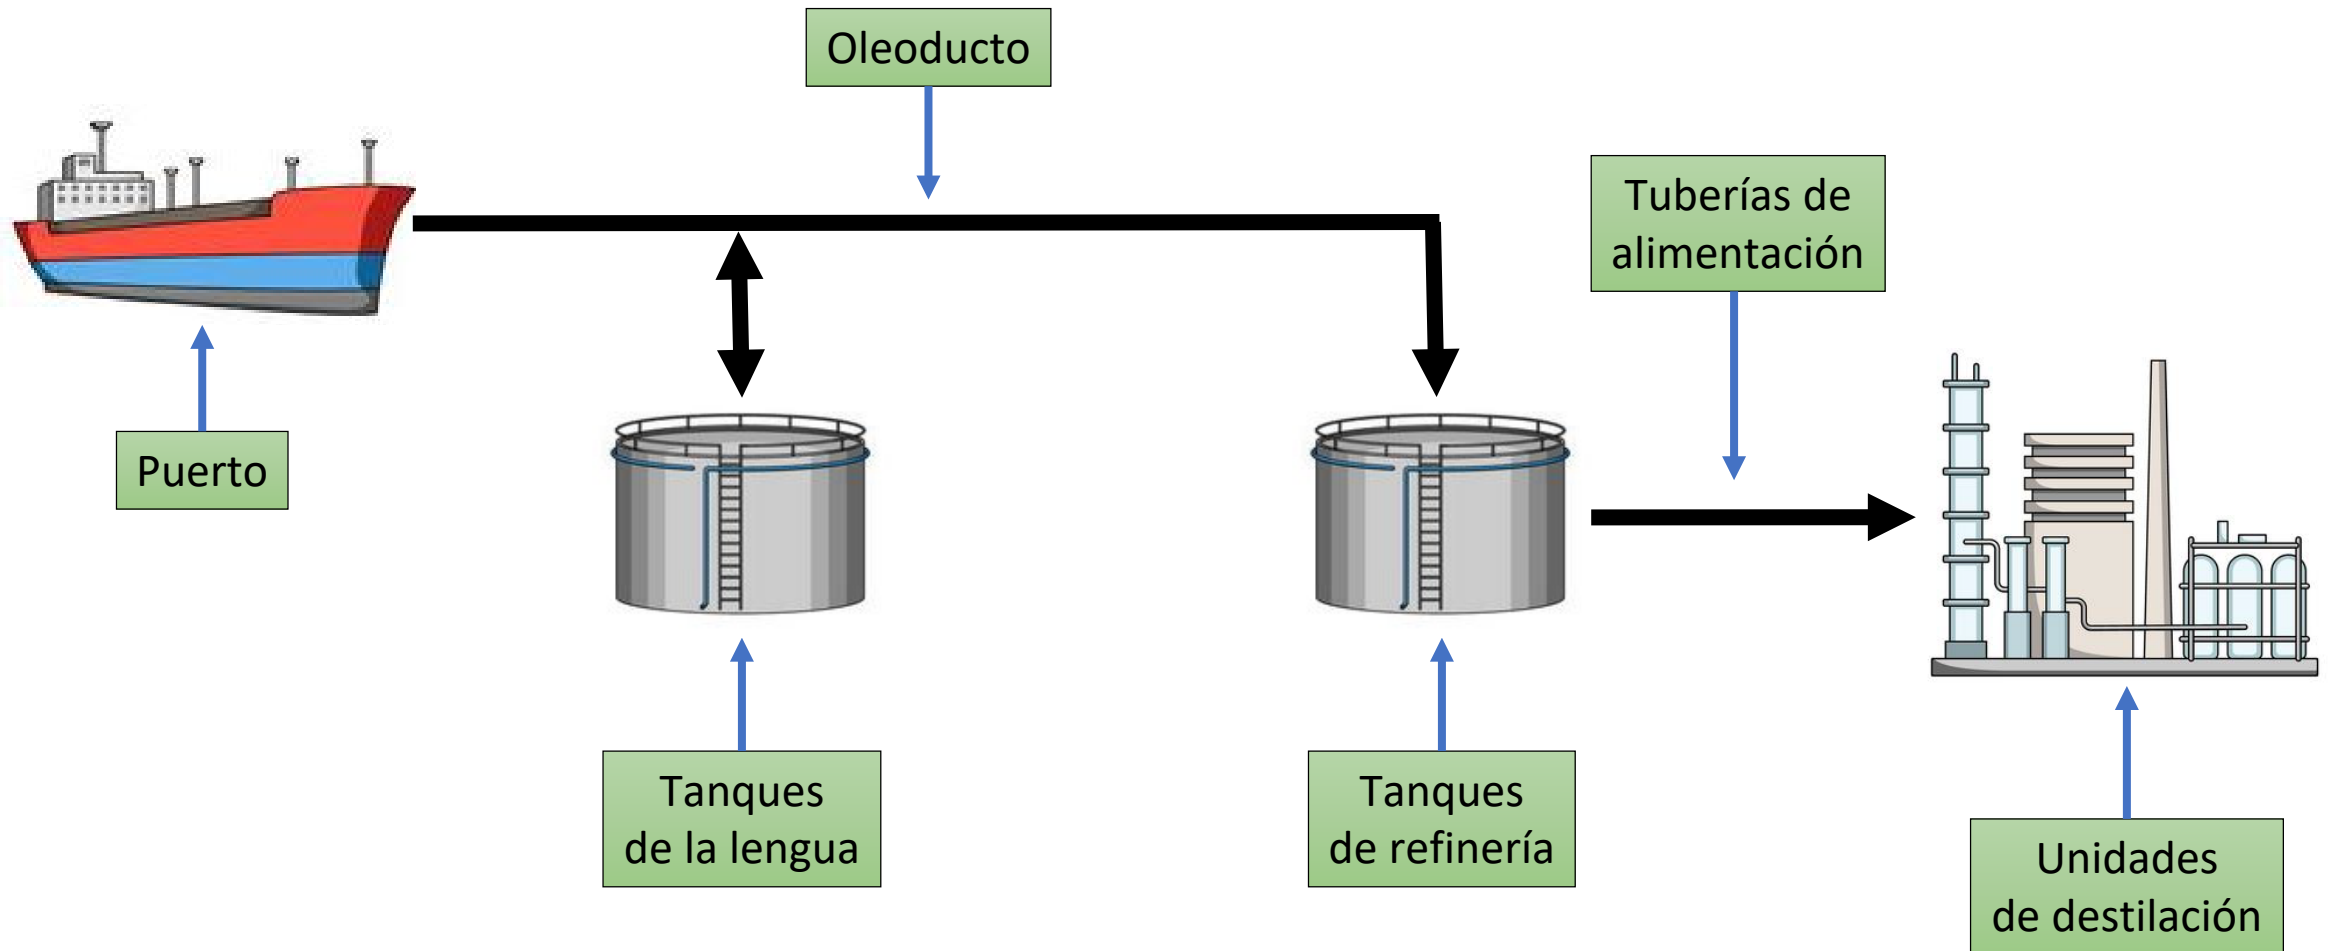 Oleoducto
Tuberías de
alimentación
Puerto
Tanques
de la lengua
Tanques
de refinería
Unidades
de destilación